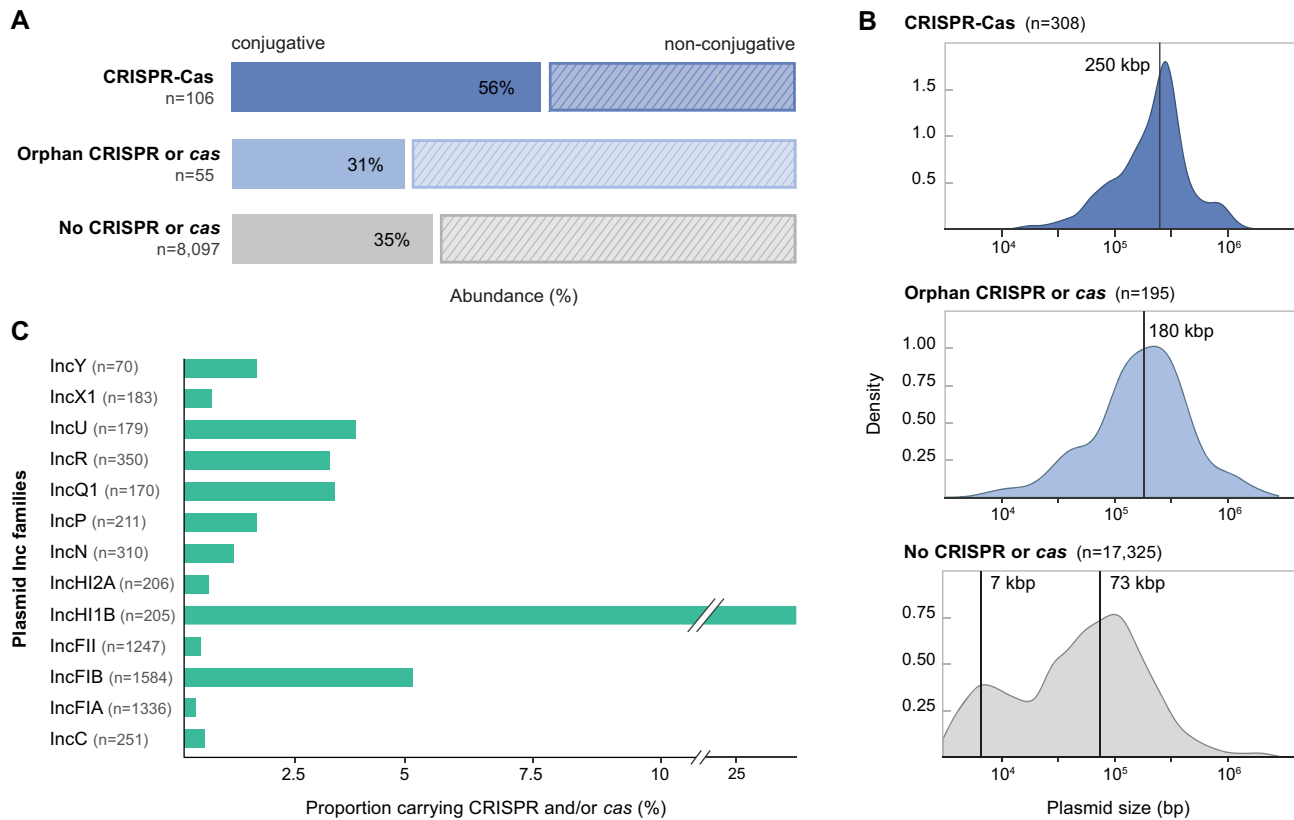 A
conjugative
non-conjugative
CRISPR-Cas
n=106
56%
Orphan CRISPR or cas
n=55
31%
No CRISPR or cas
n=8,097
35%
Abundance (%)
B
CRISPR-Cas (n=308)
250 kbp
1.5
1.0
0.5
10⁴
10⁵
10⁶
Orphan CRISPR or cas (n=195)
180 kbp
1.00
0.75
0.50
0.25
Density
10⁴
10⁵
10⁶
No CRISPR or cas (n=17,325)
7 kbp
73 kbp
0.75
0.50
0.25
10⁴
10⁵
10⁶
Plasmid size (bp)
C
Plasmid Inc families
IncY (n=70)
IncX1 (n=183)
IncU (n=179)
IncR (n=350)
IncQ1 (n=170)
IncP (n=211)
IncN (n=310)
IncHI2A (n=206)
IncHI1B (n=205)
IncFII (n=1247)
IncFIB (n=1584)
IncFIA (n=1336)
IncC (n=251)
2.5
5
7.5
10
25
Proportion carrying CRISPR and/or cas (%)